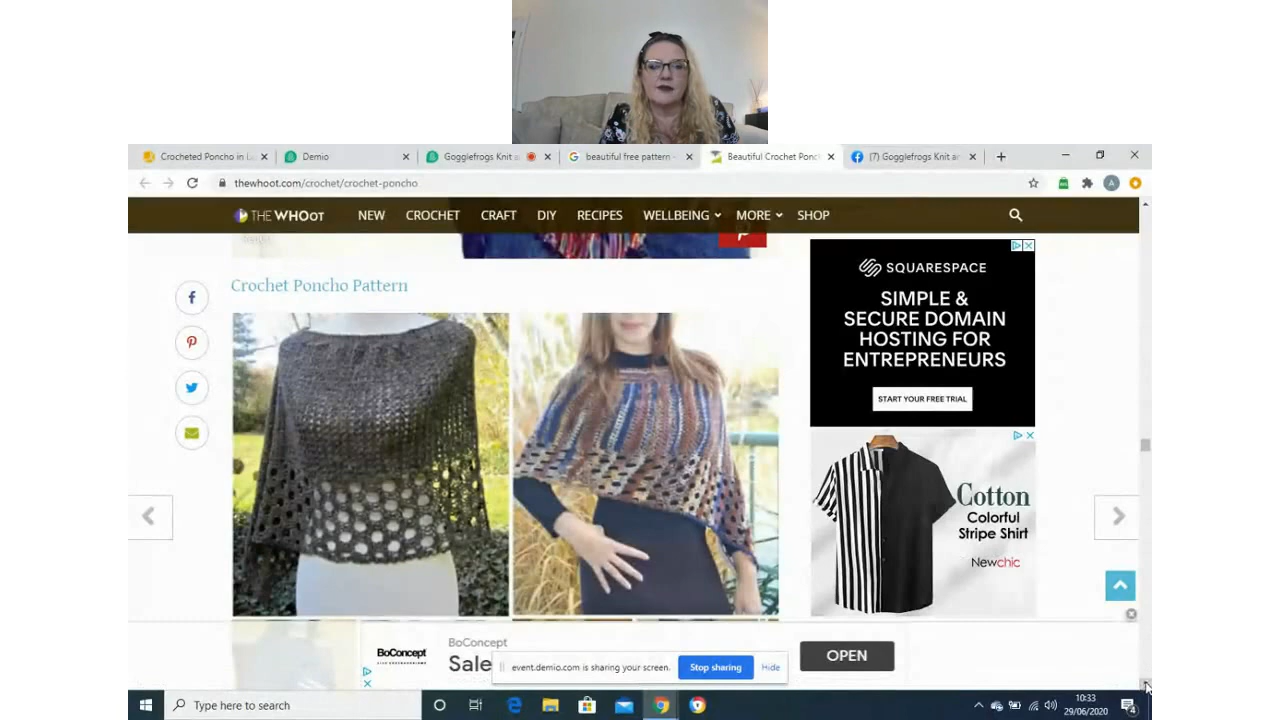 Crocheted Poncho in L
Demio
Gogglefrogs Knit a
beautiful free pattern -
Beautiful Crochet Ponc
(7) Gogglefrogs Knit an
thewhoot.com/crochet/crochet-poncho
THE WHOOT
NEW
CROCHET
CRAFT
DIY
RECIPES
WELLBEING
MORE
SHOP
Crochet Poncho Pattern
SQUARESPACE
SIMPLE &
SECURE DOMAIN
HOSTING FOR
ENTREPRENEURS
START YOUR FREE TRIAL
Cotton
Colorful
Stripe Shirt
Newchic
BoConcept
BoConcept
Sale
OPEN
event.demio.com is sharing your screen.
Stop sharing
Hide
Type here to search
10:33
29/06/2020
4